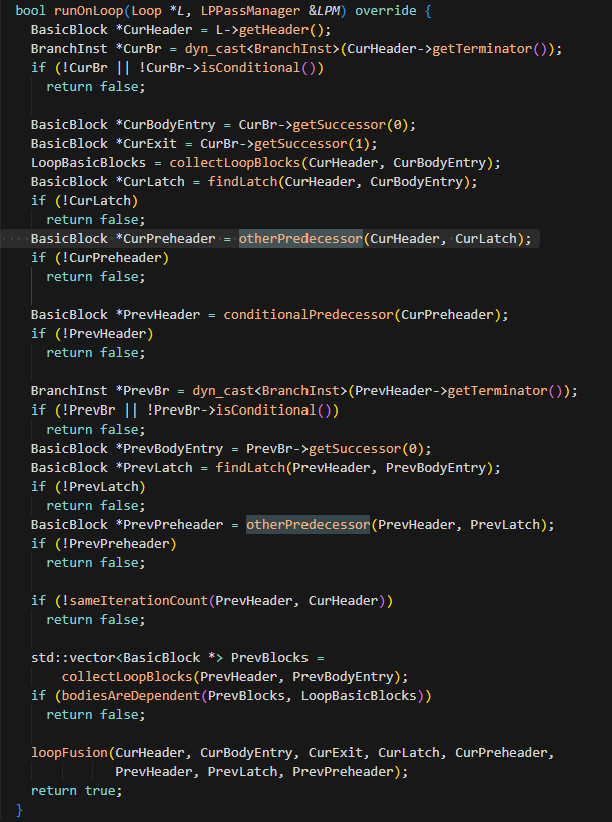 bool runOnLoop(Loop *L, LPPassManager &LPM) override {
  BasicBlock *CurHeader = L->getHeader();
  BranchInst *CurBr = dyn_cast<BranchInst>(CurHeader->getTerminator());
  if (!CurBr || !CurBr->isConditional())
    return false;

  BasicBlock *CurBodyEntry = CurBr->getSuccessor(0);
  BasicBlock *CurExit = CurBr->getSuccessor(1);
  LoopBasicBlocks = collectLoopBlocks(CurHeader, CurBodyEntry);
  BasicBlock *CurLatch = findLatch(CurHeader, CurBodyEntry);
  if (!CurLatch)
    return false;
  BasicBlock *CurPreheader = otherPredecessor(CurHeader, CurLatch);
  if (!CurPreheader)
    return false;

  BasicBlock *PrevHeader = conditionalPredecessor(CurPreheader);
  if (!PrevHeader)
    return false;

  BranchInst *PrevBr = dyn_cast<BranchInst>(PrevHeader->getTerminator());
  if (!PrevBr || !PrevBr->isConditional())
    return false;
  BasicBlock *PrevBodyEntry = PrevBr->getSuccessor(0);
  BasicBlock *PrevLatch = findLatch(PrevHeader, PrevBodyEntry);
  if (!PrevLatch)
    return false;
  BasicBlock *PrevPreheader = otherPredecessor(PrevHeader, PrevLatch);
  if (!PrevPreheader)
    return false;

  if (!sameIterationCount(PrevHeader, CurHeader))
    return false;

  std::vector<BasicBlock *> PrevBlocks =
      collectLoopBlocks(PrevHeader, PrevBodyEntry);
  if (bodiesAreDependent(PrevBlocks, LoopBasicBlocks))
    return false;

  loopFusion(CurHeader, CurBodyEntry, CurExit, CurLatch, CurPreheader,
             PrevHeader, PrevLatch, PrevPreheader);
  return true;
}